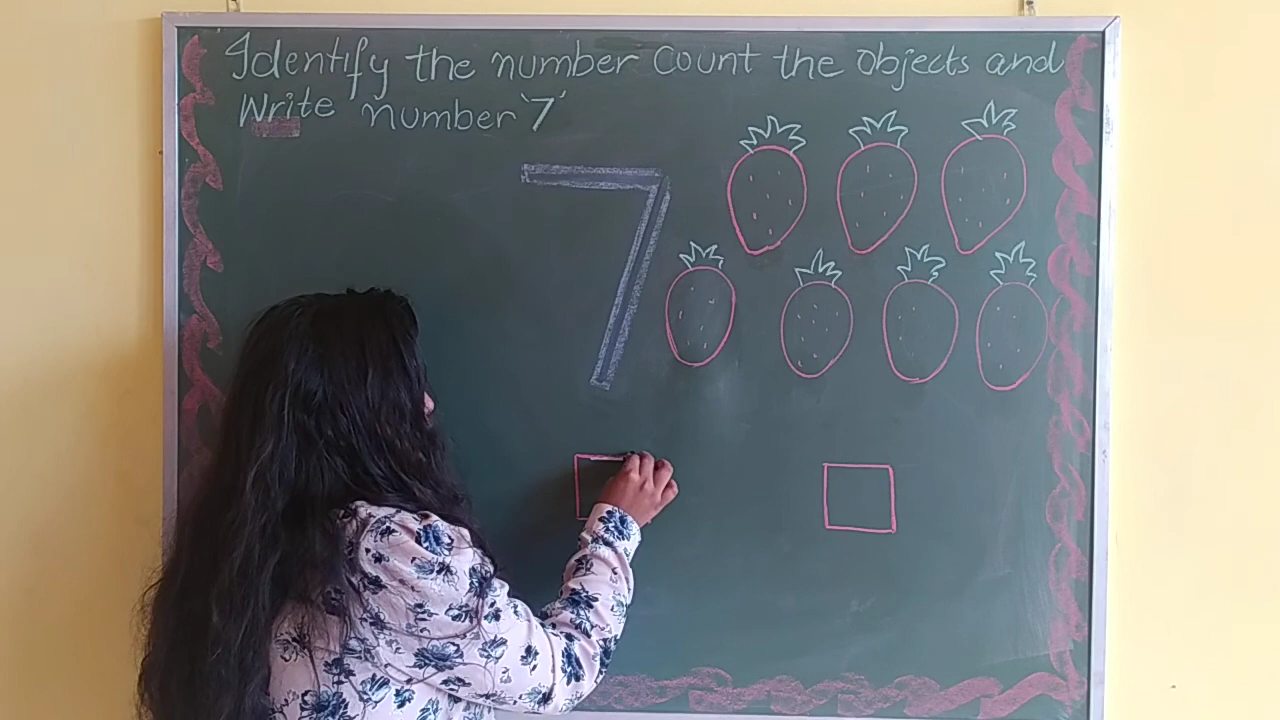 Identify the number Count the objects and
Write number '7'
7